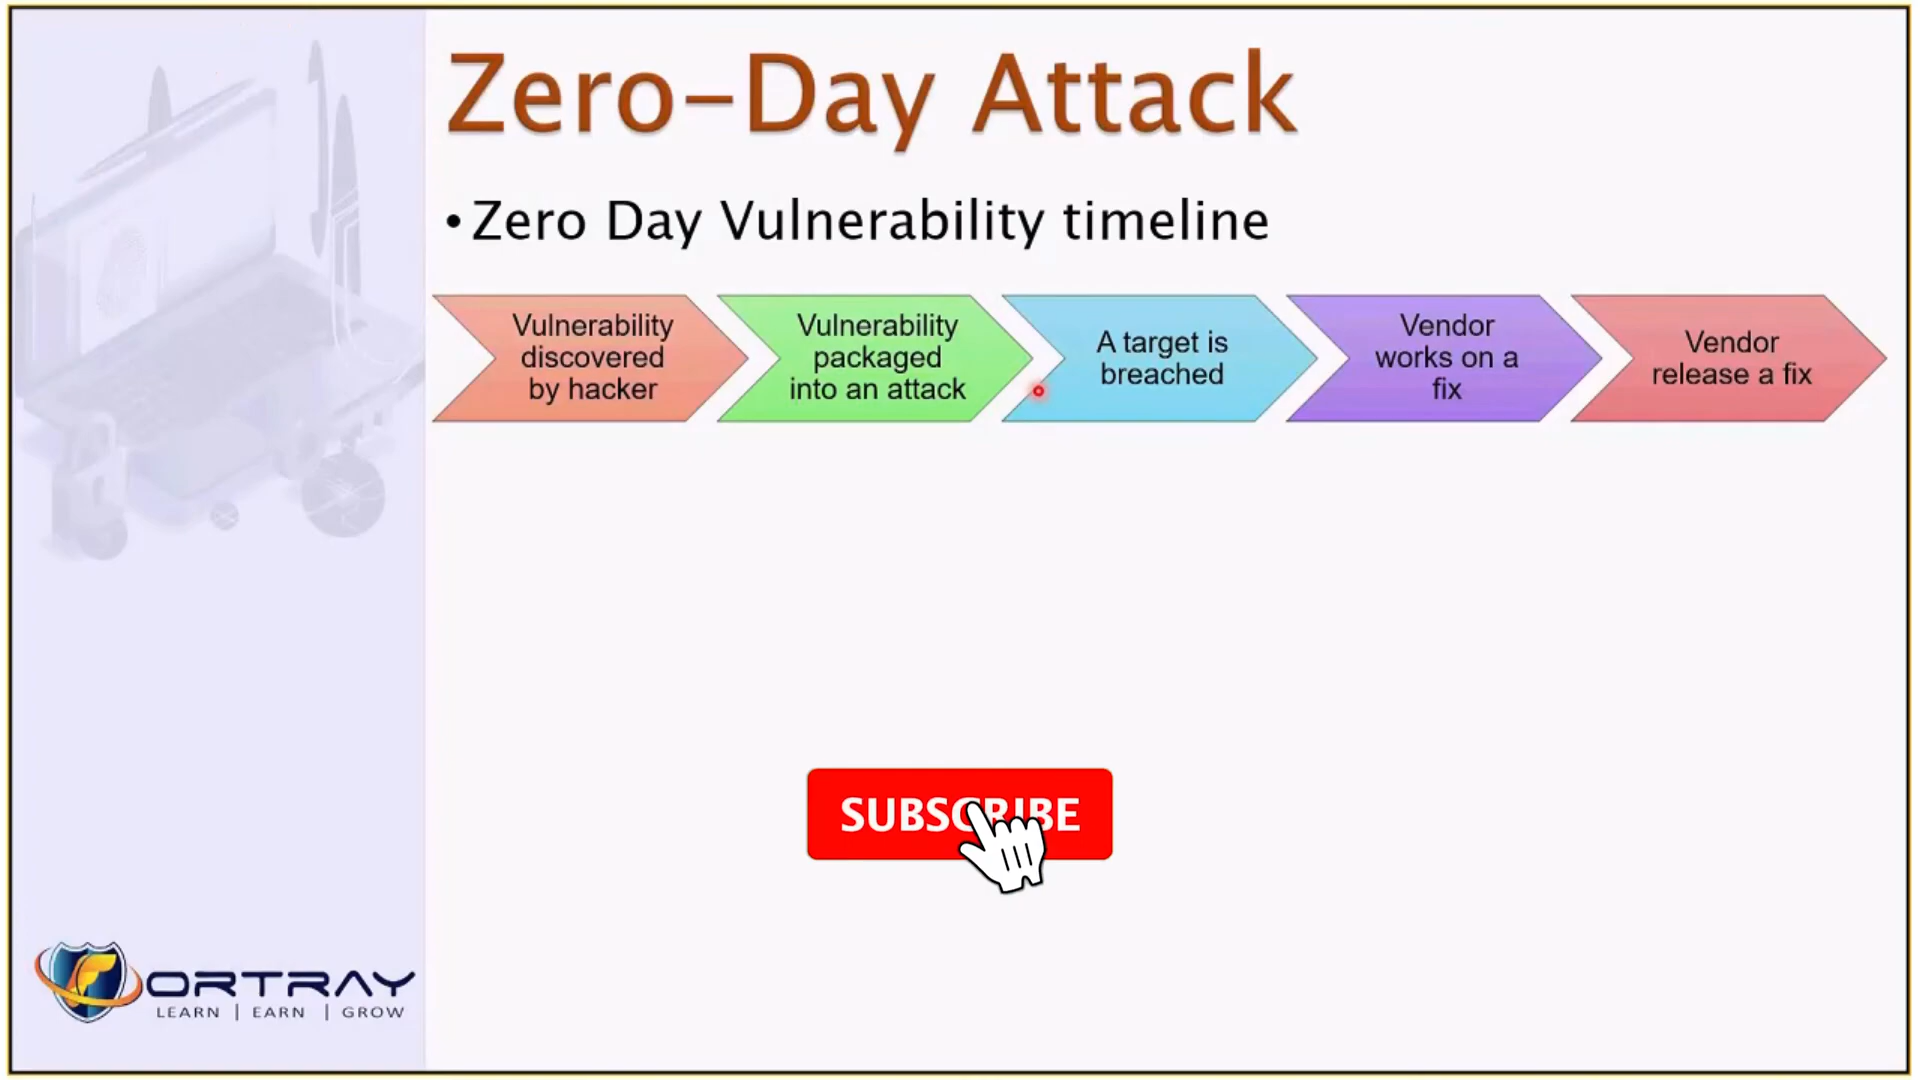 Zero-Day Attack
• Zero Day Vulnerability timeline
Vulnerability
discovered
by hacker
Vulnerability
packaged
into an attack
A target is
breached
Vendor
works on a
fix
Vendor
release a fix
SUBSCRIBE
FORTRAY
LEARN | EARN | GROW